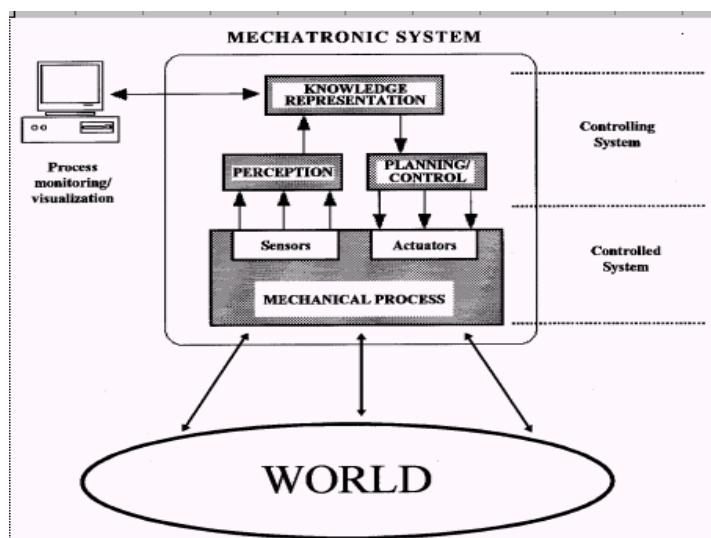 MECHATRONIC SYSTEM
KNOWLEDGE
REPRESENTATION
Controlling
System
Process
monitoring/
visualization
PERCEPTION
PLANNING/
CONTROL
Sensors
Actuators
Controlled
System
MECHANICAL PROCESS
WORLD